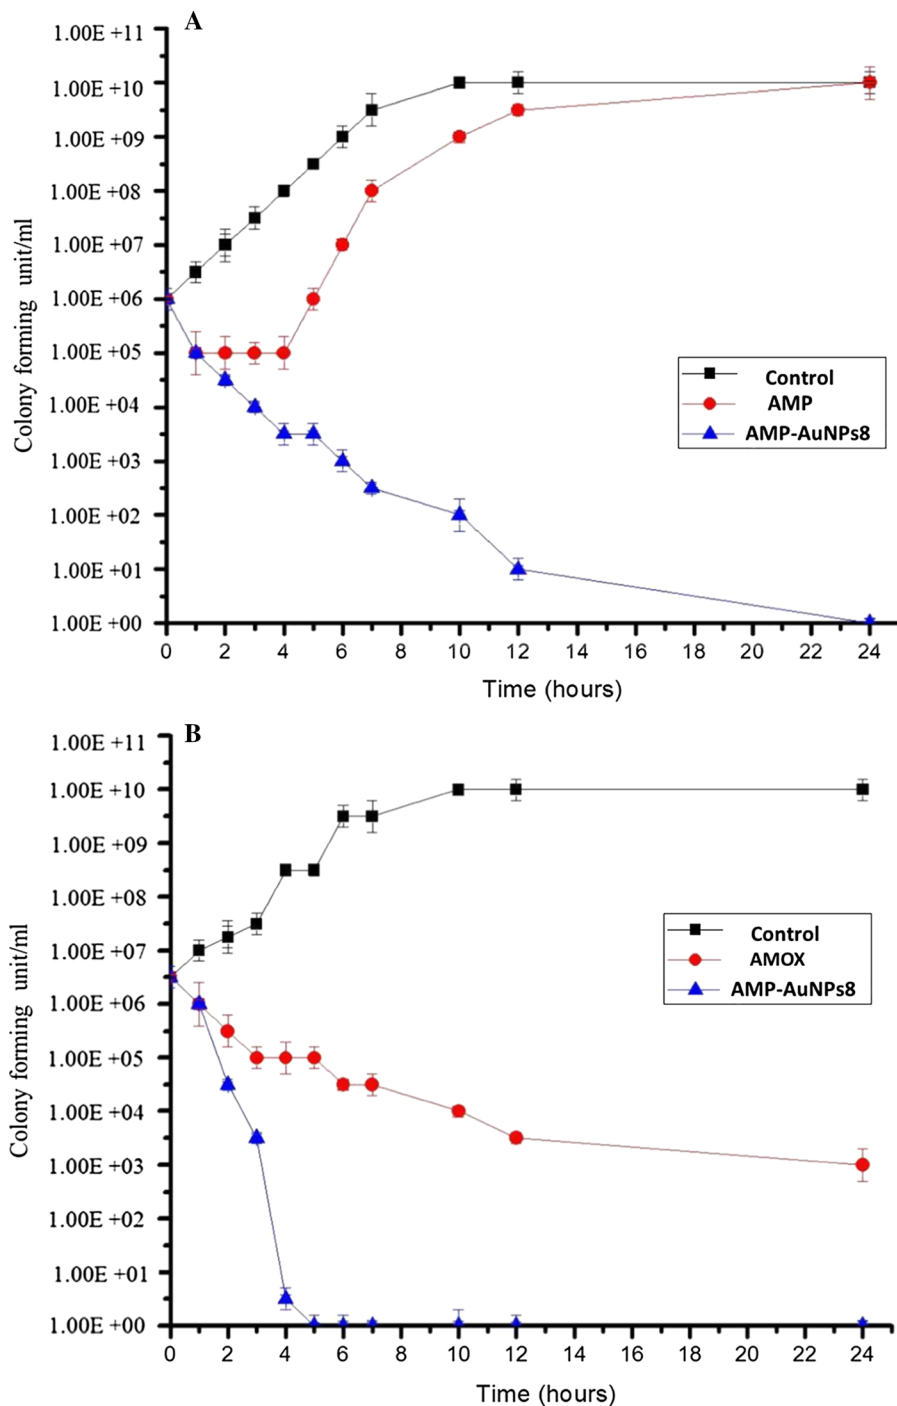 A
1.00E +11
1.00E +10
1.00E +09
1.00E +08
1.00E +07
1.00E +06
1.00E +05
1.00E +04
1.00E +03
1.00E +02
1.00E +01
1.00E +00
Colony forming unit/ml
Control
AMP
AMP-AuNPs8
0 2 4 6 8 10 12 14 16 18 20 22 24
Time (hours)
B
1.00E +11
1.00E +10
1.00E +09
1.00E +08
1.00E +07
1.00E +06
1.00E +05
1.00E +04
1.00E +03
1.00E +02
1.00E +01
1.00E +00
Colony forming unit/ml
Control
AMOX
AMP-AuNPs8
0 2 4 6 8 10 12 14 16 18 20 22 24
Time (hours)